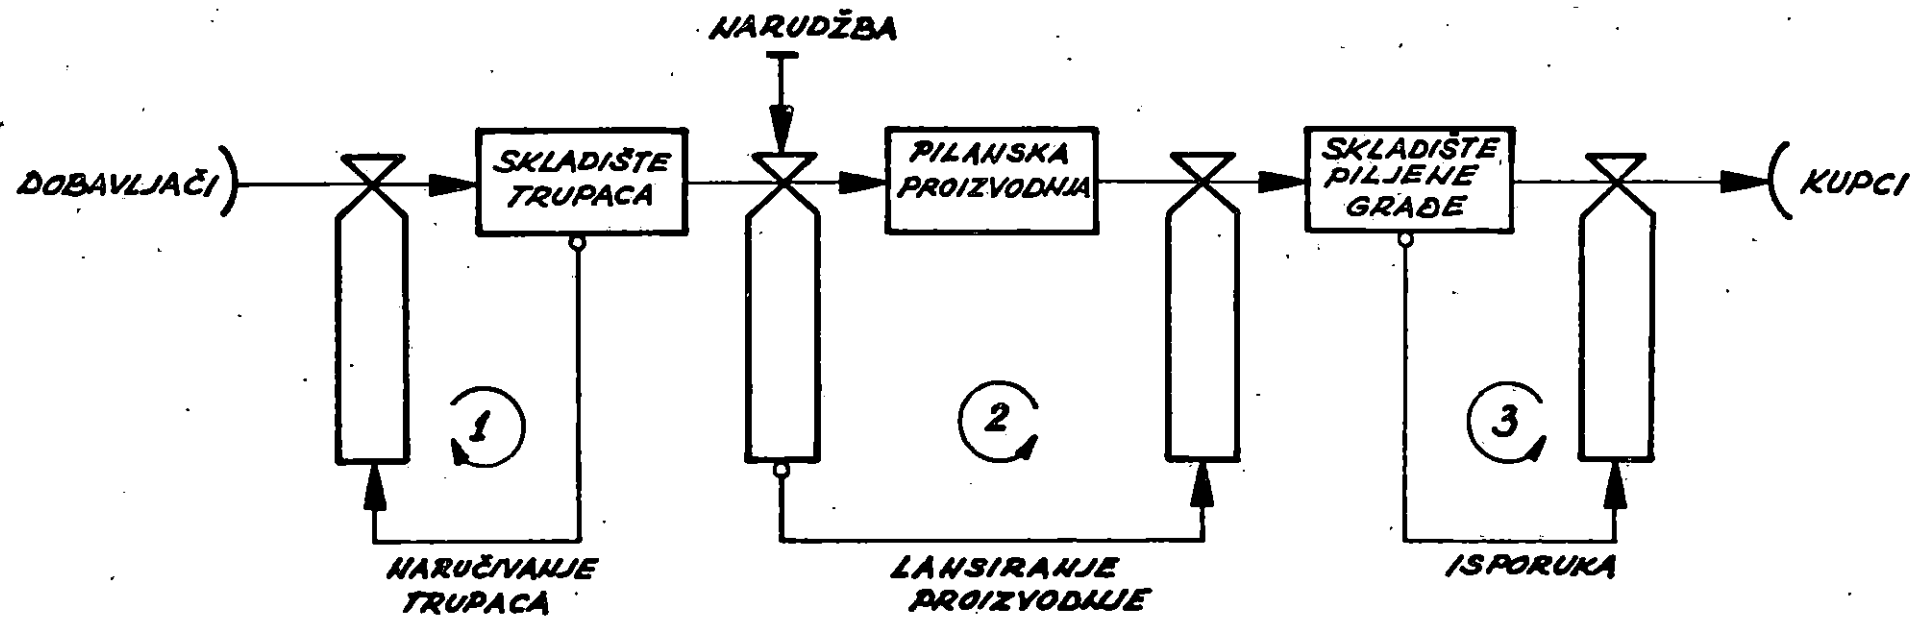 NARUDŽBA
DOBAVLJAČI
SKLADIŠTE
TRUPACA
PILANSKA
PROIZVODNJA
SKLADIŠTE
PILJENE
GRAĐE
KUPCI
1
2
3
NARUČIVANJE
TRUPACA
LANSIRANJE
PROIZVODNJE
ISPORUKA